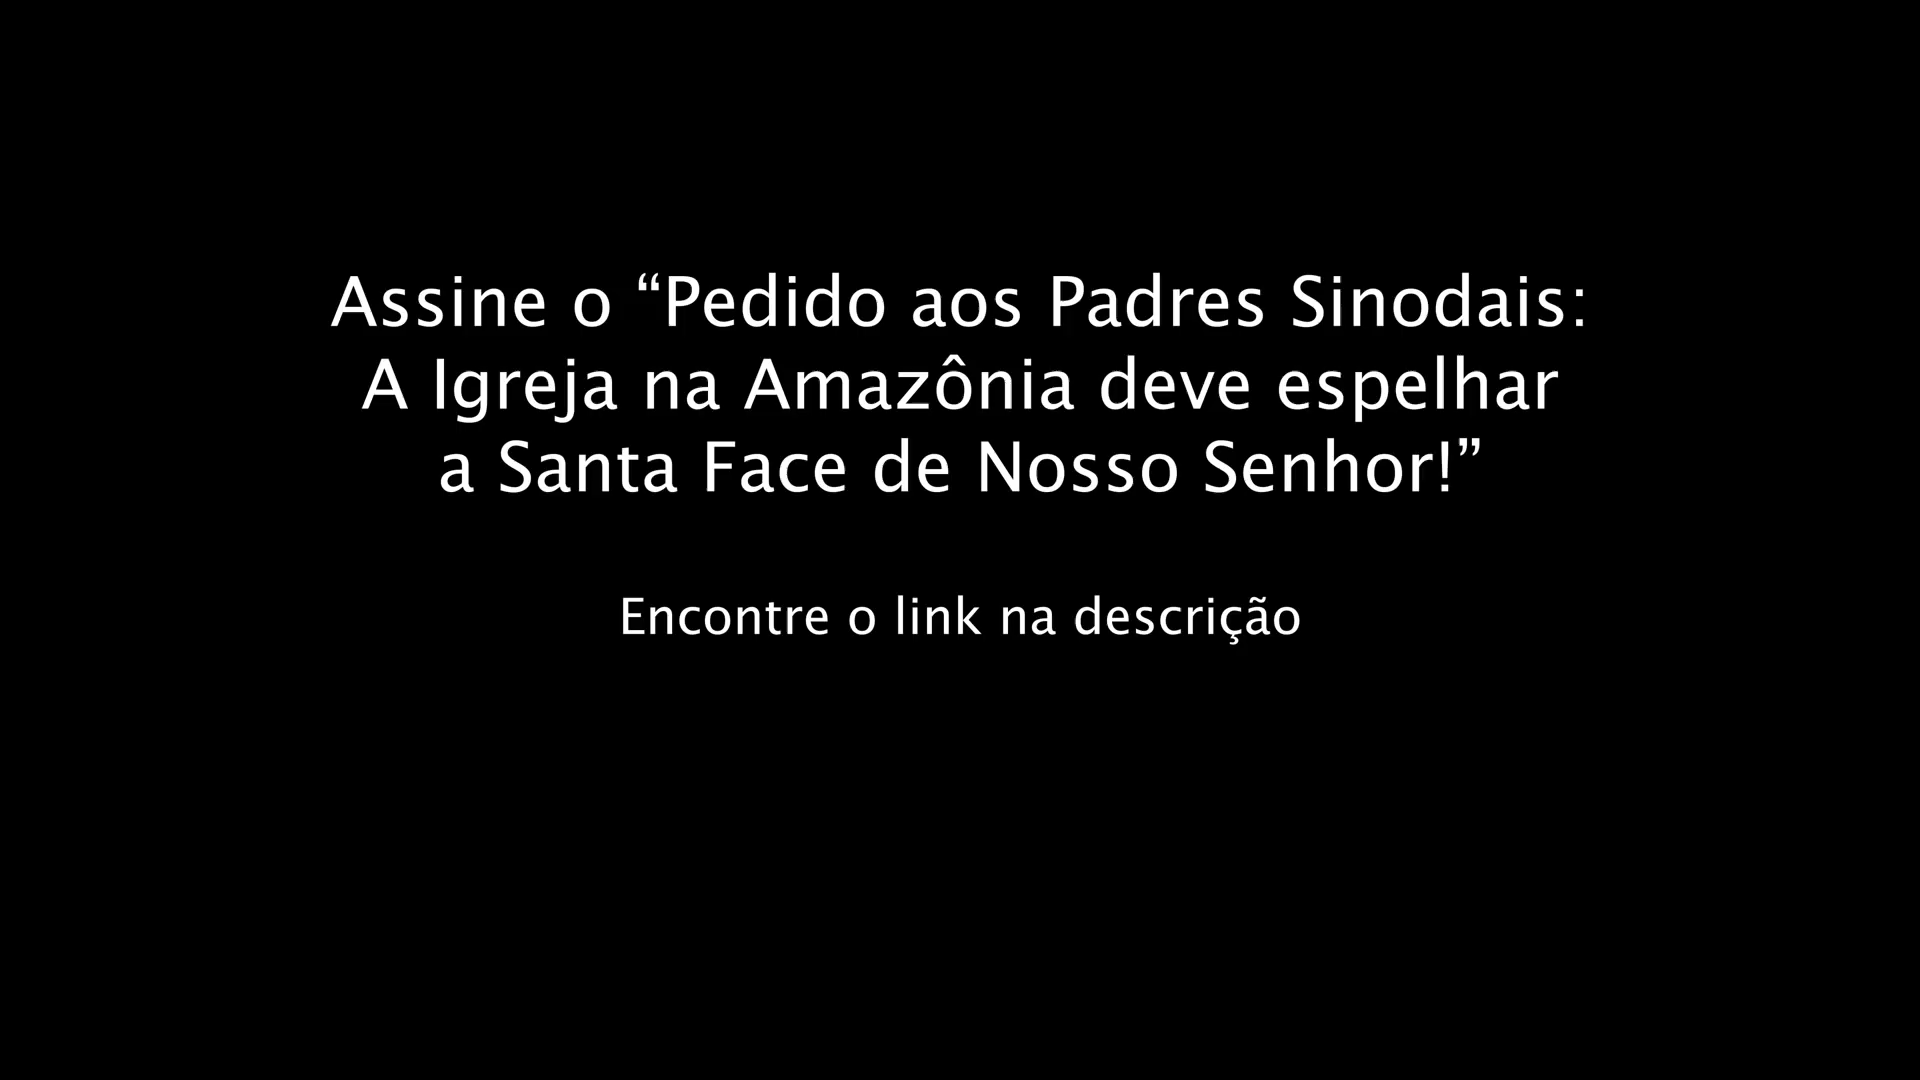 Assine o “Pedido aos Padres Sinodais:
A Igreja na Amazônia deve espelhar
a Santa Face de Nosso Senhor!”
Encontre o link na descrição